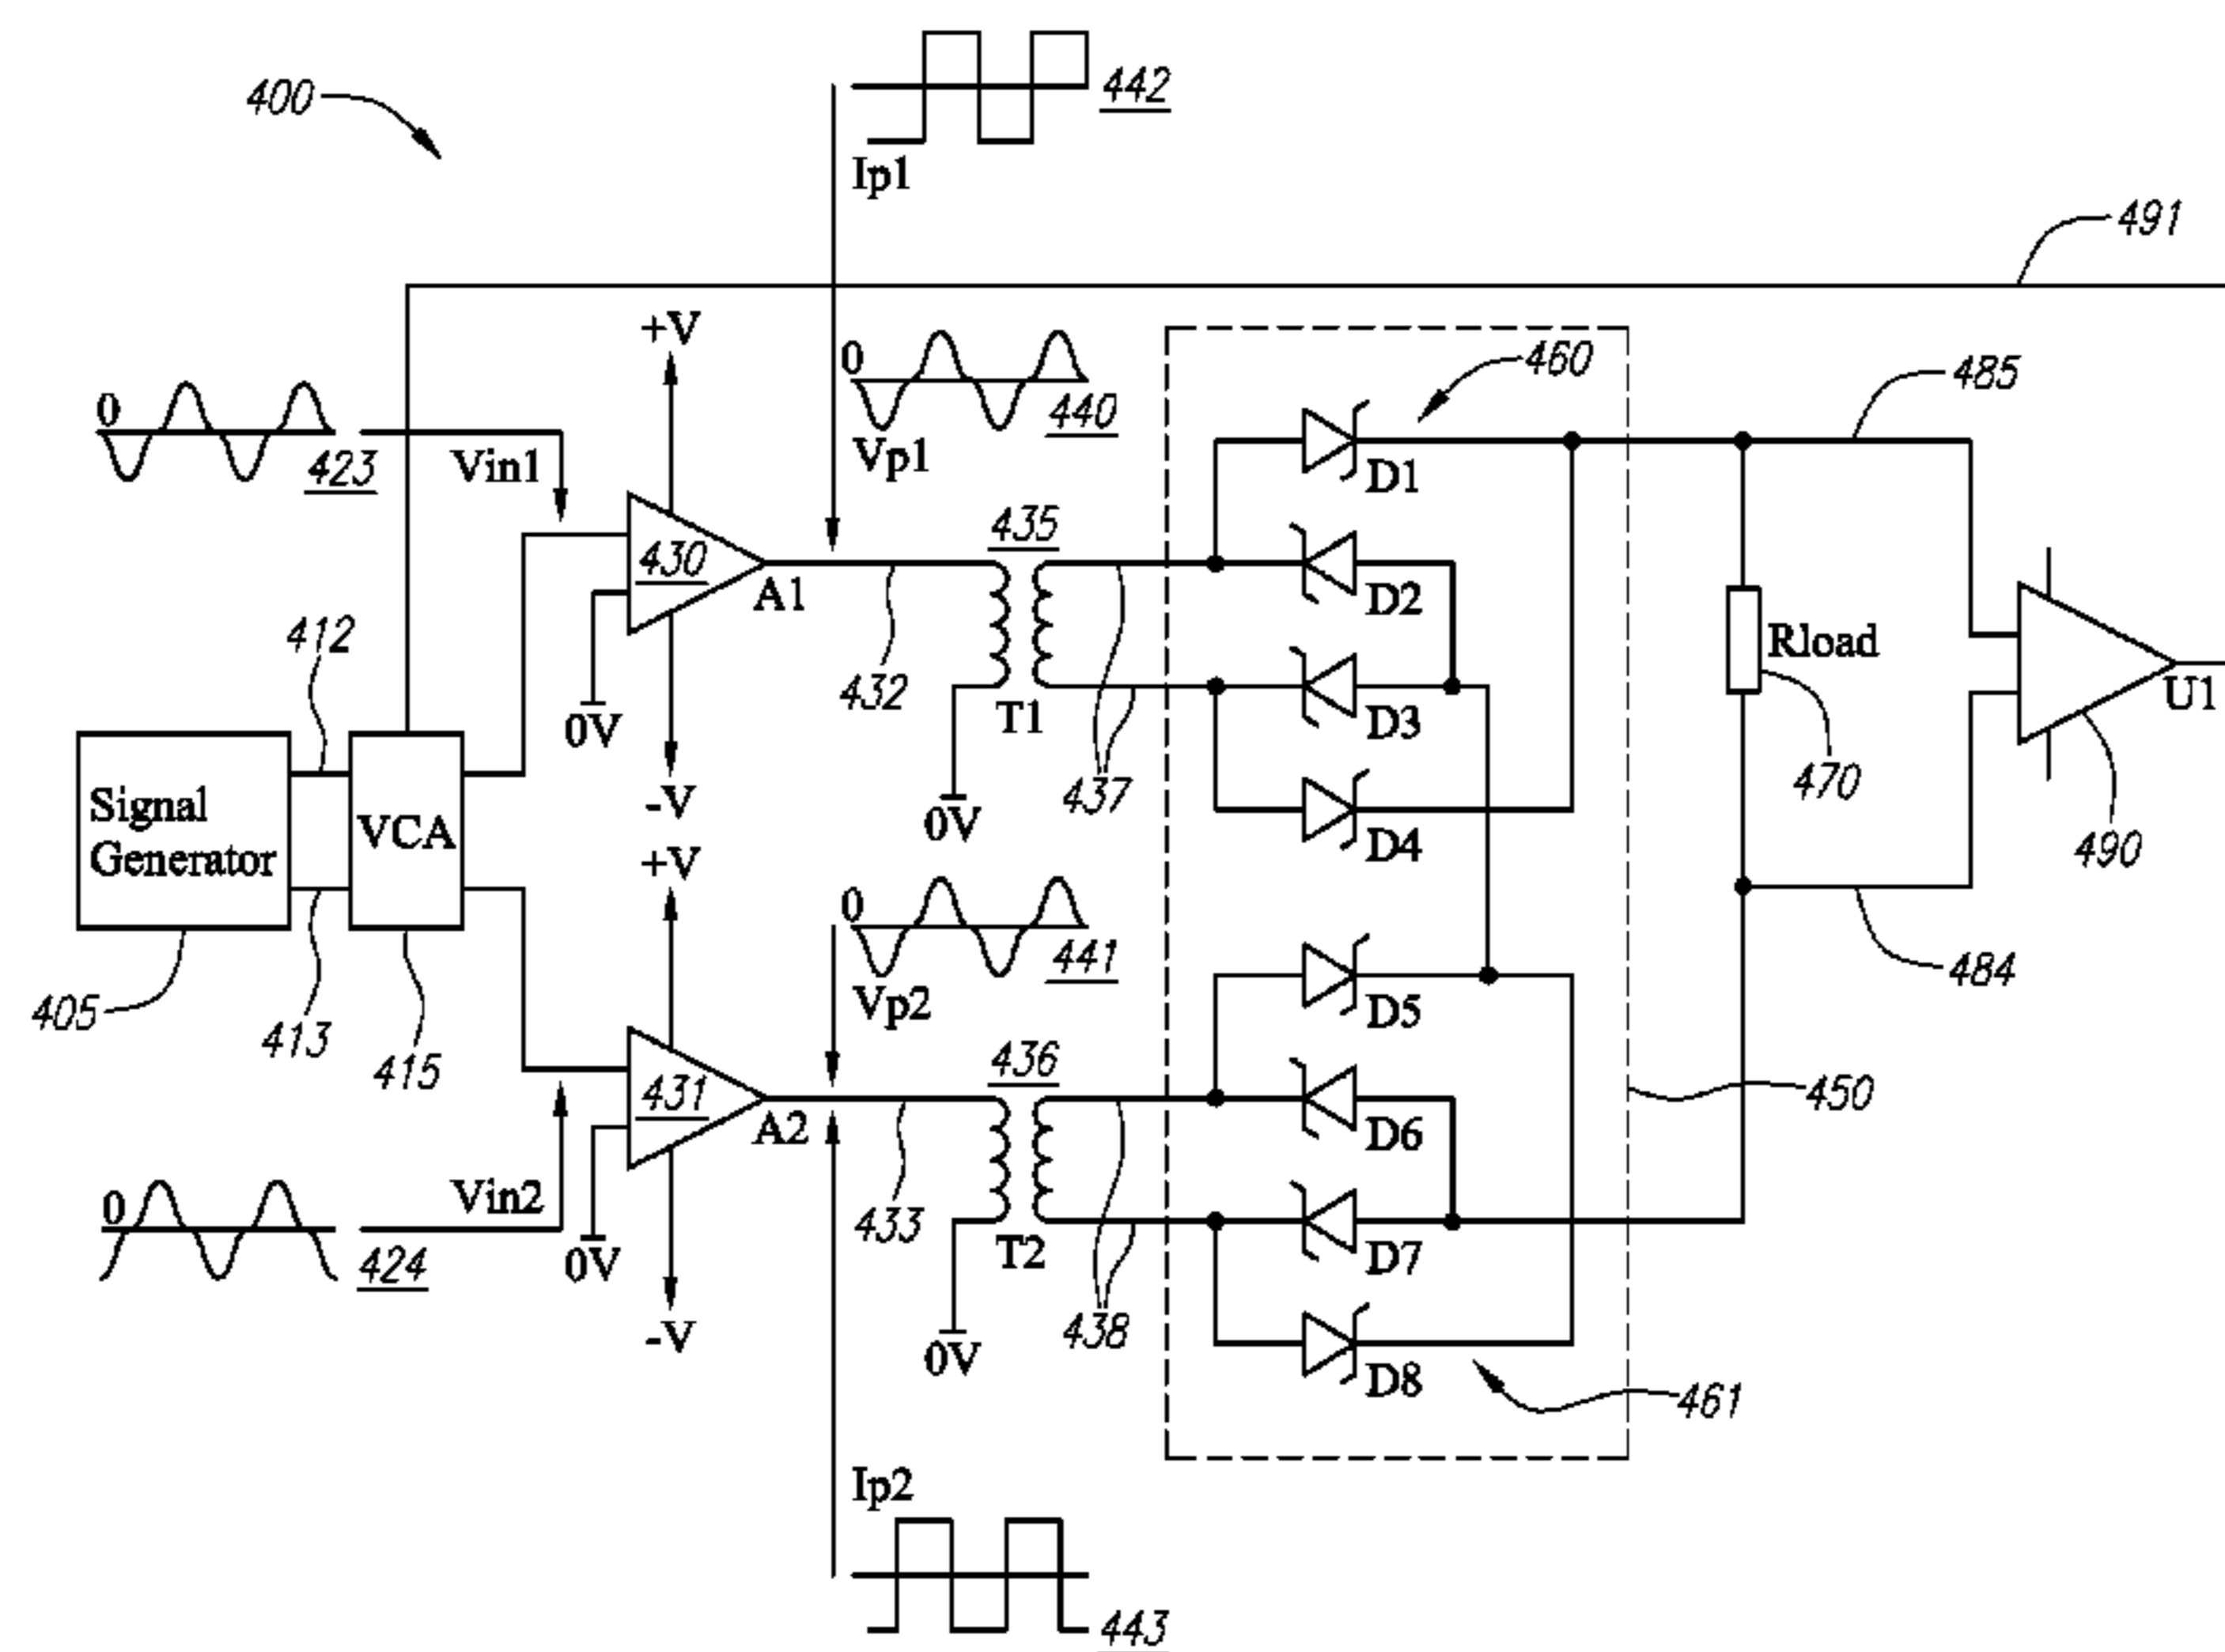 442
400
Ip1
491
+V
0
460
485
0
440
423
Vin1
Vp1
D1
435
430
A1
D2
412
432
Rload
0V
T1
D3
U1
437
470
Signal
Generator
VCA
-V
0V
D4
490
+V
0
441
484
405
413
415
Vp2
D5
436
431
A2
450
D6
0
Vin2
433
424
0V
T2
D7
-V
0V
438
D8
461
Ip2
443